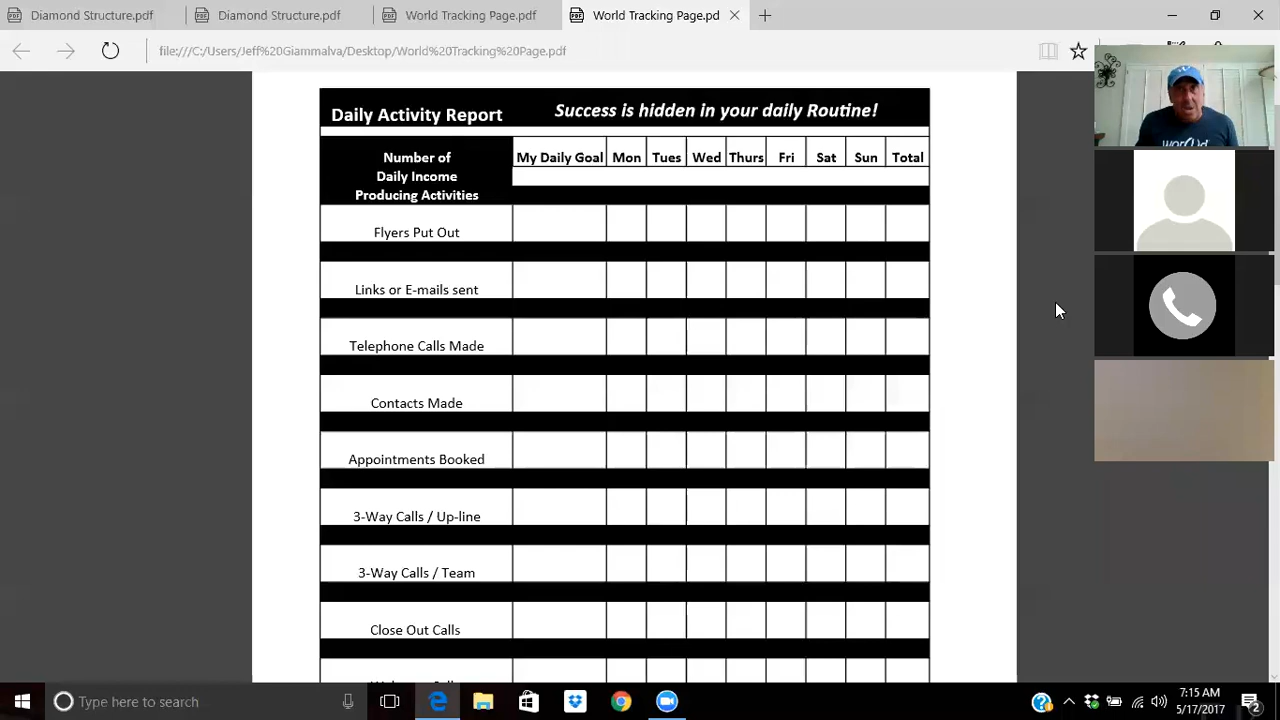 Diamond Structure.pdf
Diamond Structure.pdf
World Tracking Page.pdf
World Tracking Page.pd
file:///C:/Users/Jeff%20Giammalva/Desktop/World%20Tracking%20Page.pdf
Daily Activity Report
Success is hidden in your daily Routine!
Number of
Daily Income
Producing Activities
My Daily Goal Mon Tues Wed Thurs Fri Sat Sun Total
Flyers Put Out
Links or E-mails sent
Telephone Calls Made
Contacts Made
Appointments Booked
3-Way Calls / Up-line
3-Way Calls / Team
Close Out Calls
Type here to search
7:15 AM
5/17/2017
2